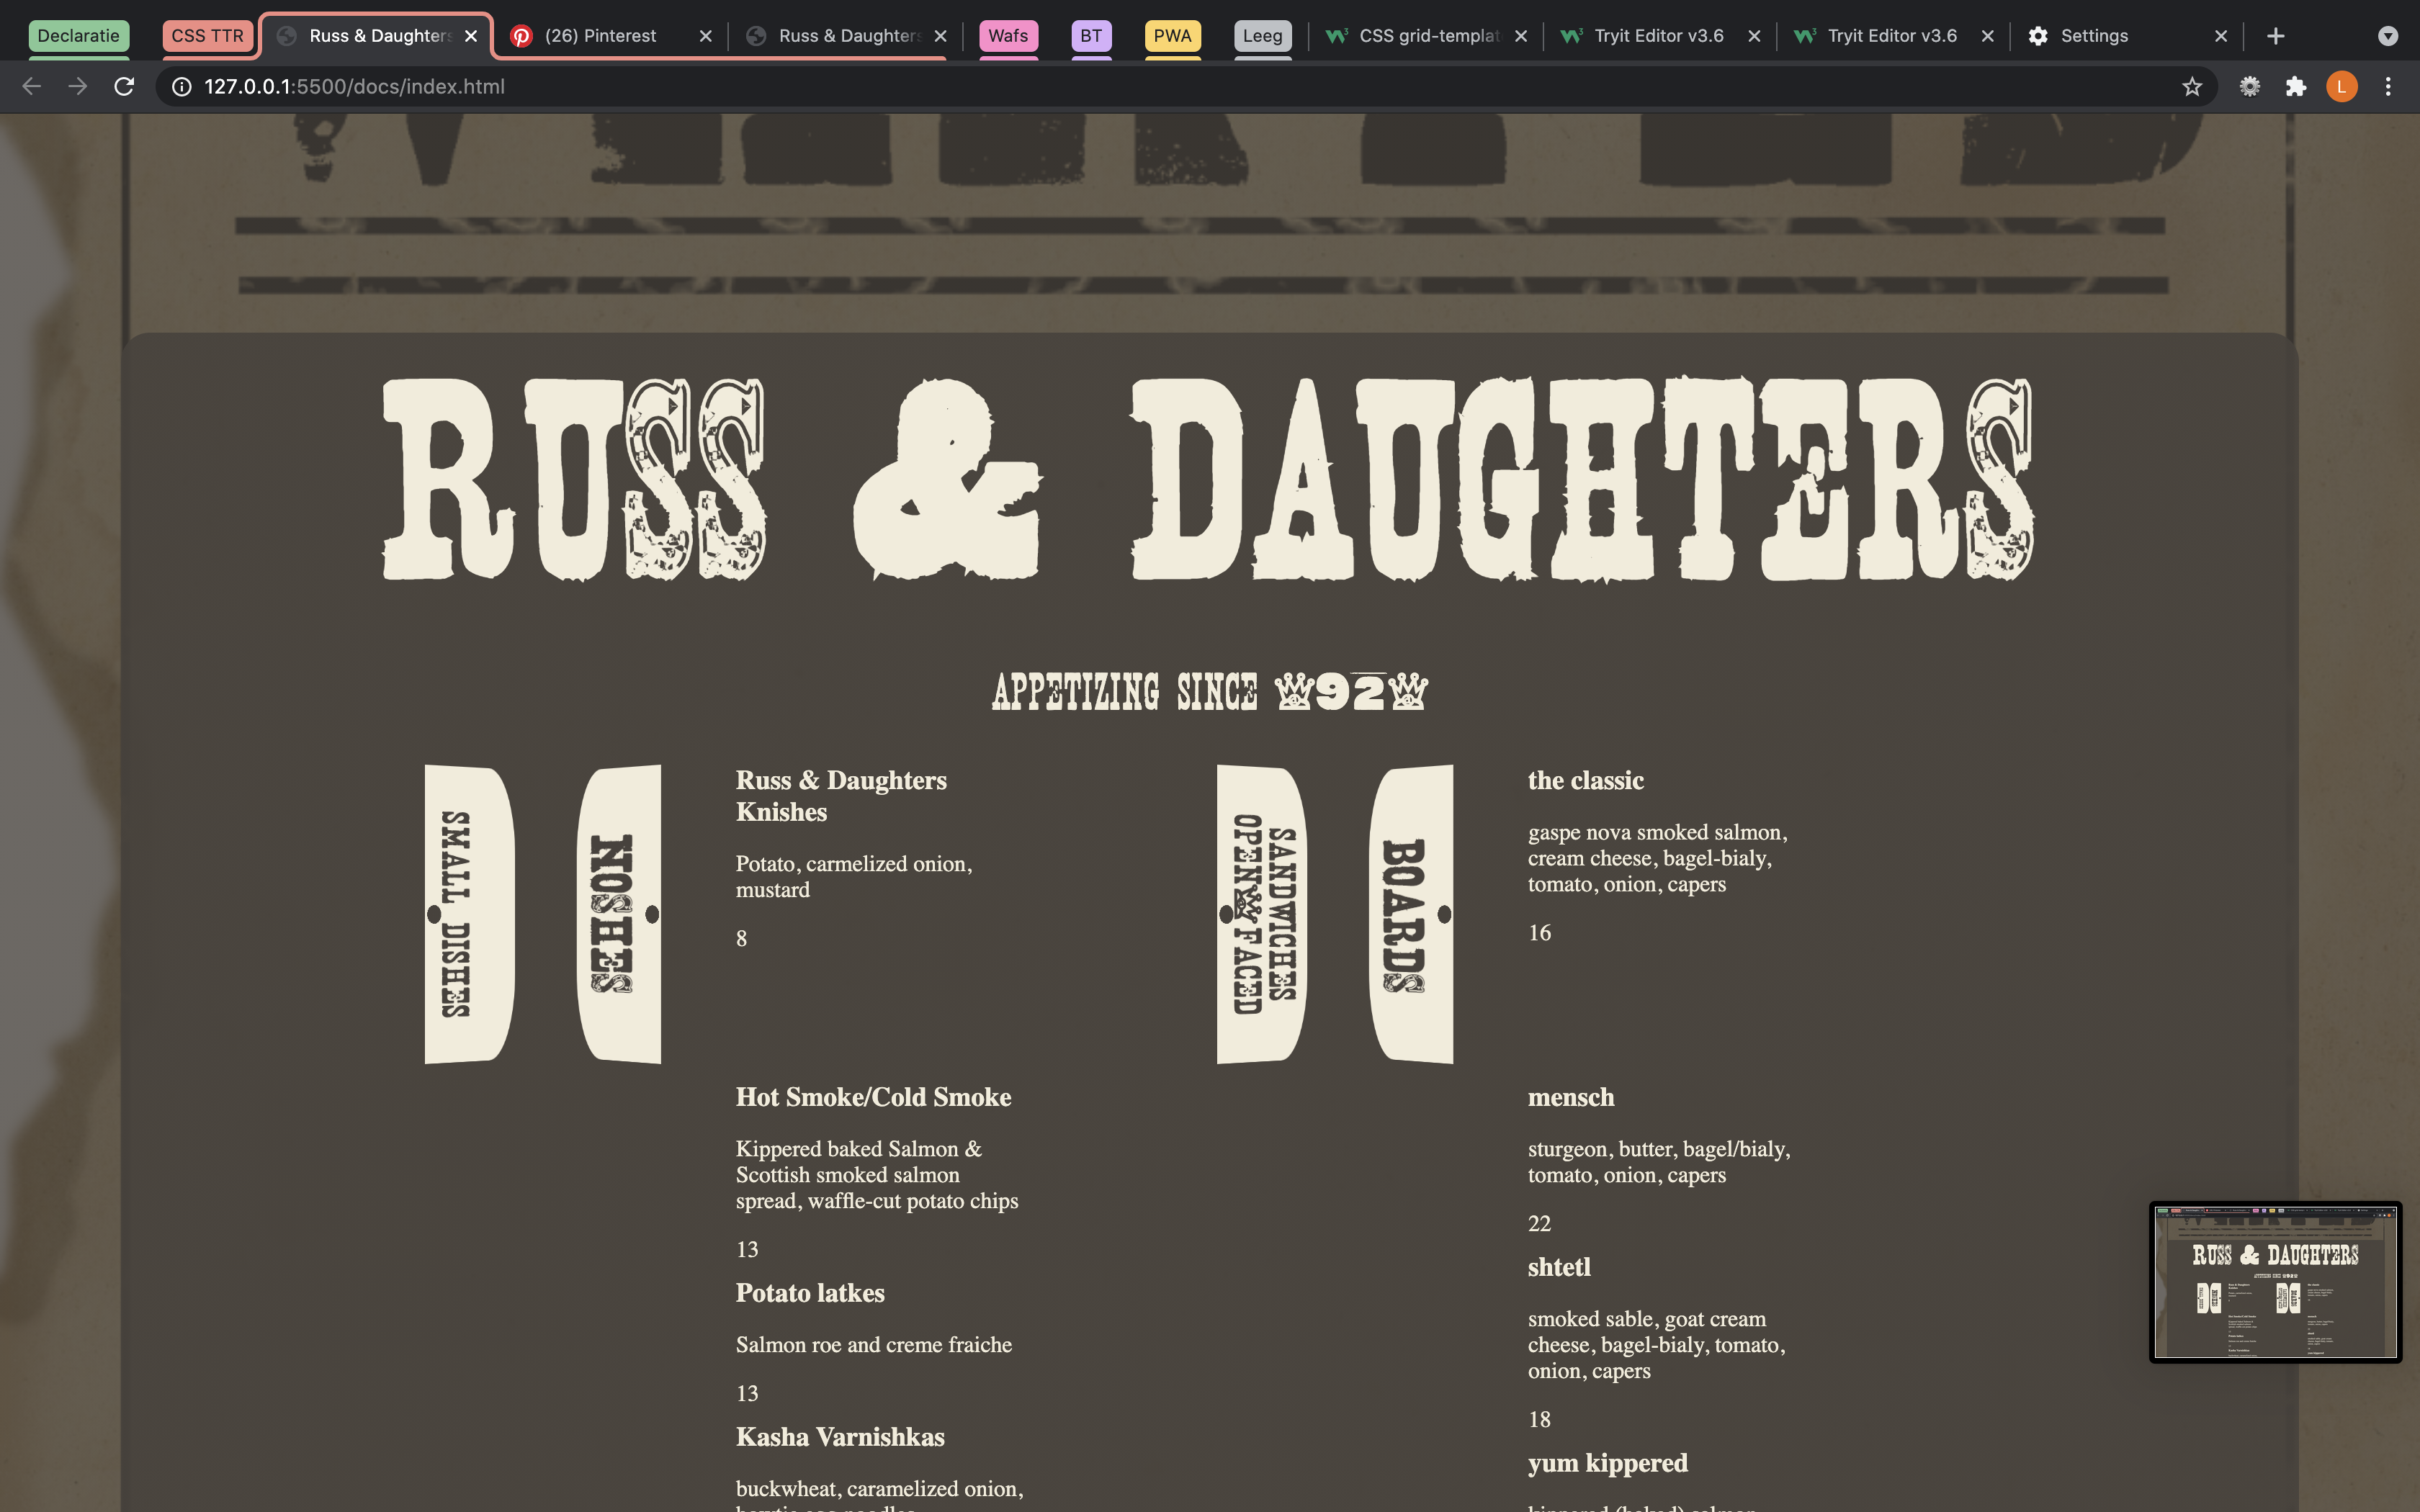 Declaratie
CSS TTR
Russ & Daughters
(26) Pinterest
Russ & Daughters
Wafs
BT
PWA
Leeg
CSS grid-templat
Tryit Editor v3.6
Tryit Editor v3.6
Settings
127.0.0.1:5500/docs/index.html
L
RUSS & DAUGHTERS
APPETIZING SINCE 92
SMALL DISHES
NOSHES
Russ & Daughters
Knishes
Potato, carmelized onion,
mustard
8
Hot Smoke/Cold Smoke
Kippered baked Salmon &
Scottish smoked salmon
spread, waffle-cut potato chips
13
Potato latkes
Salmon roe and creme fraiche
13
Kasha Varnishkas
buckwheat, caramelized onion,
OPEN FACED
SANDWICHES
BOARDS
the classic
gaspe nova smoked salmon,
cream cheese, bagel-bialy,
tomato, onion, capers
16
mensch
sturgeon, butter, bagel/bialy,
tomato, onion, capers
22
shtetl
smoked sable, goat cream
cheese, bagel-bialy, tomato,
onion, capers
18
yum kippered
RUSS & DAUGHTERS